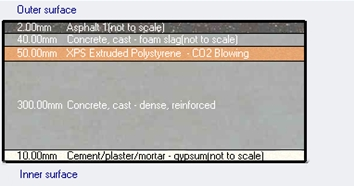 Outer surface
2.00mm Asphalt 1(not to scale)
40.00mm Concrete, cast - foam slag(not to scale)
50.00mm XPS Extruded Polystyrene - CO2 Blowing
300.00mm Concrete, cast - dense, reinforced
10.00mm Cement/plaster/mortar - gypsum(not to scale)
Inner surface